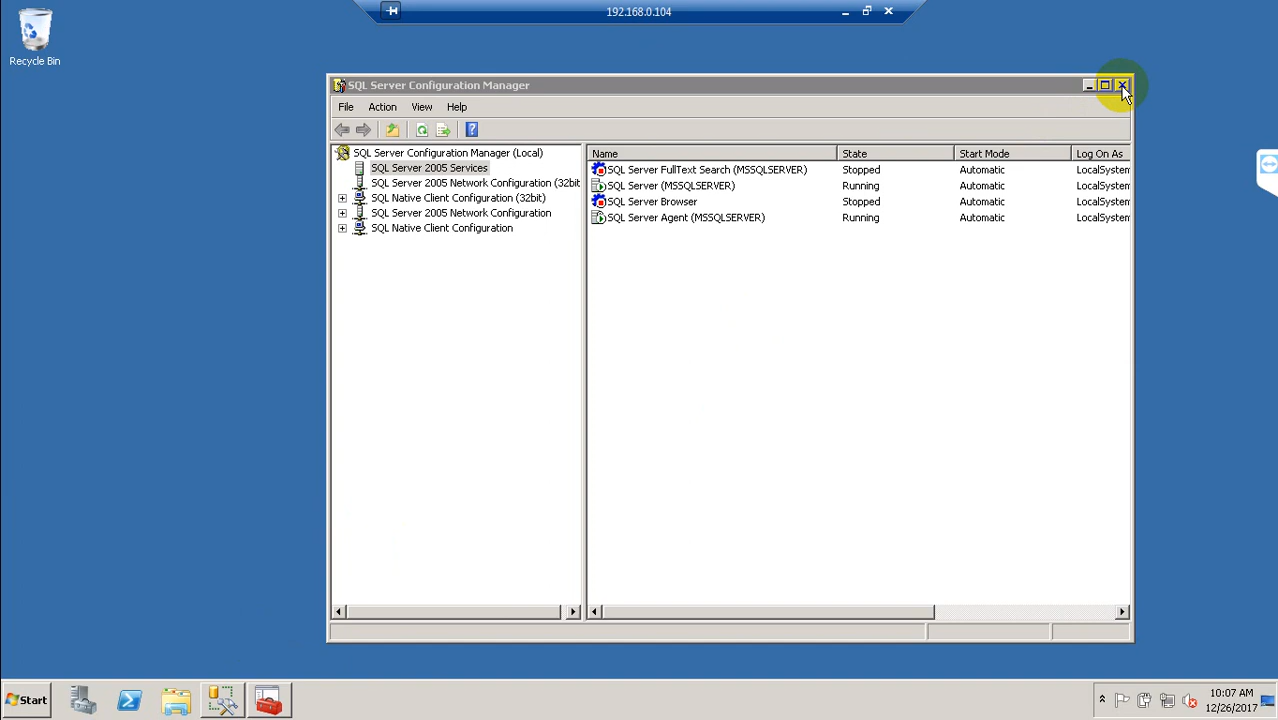 192.168.0.104
Recycle Bin
SQL Server Configuration Manager
File Action View Help
SQL Server Configuration Manager (Local)
SQL Server 2005 Services
SQL Server 2005 Network Configuration (32bit
SQL Native Client Configuration (32bit)
SQL Server 2005 Network Configuration
SQL Native Client Configuration
Name State Start Mode Log On As
SQL Server FullText Search (MSSQLSERVER) Stopped Automatic LocalSystem
SQL Server (MSSQLSERVER) Running Automatic LocalSystem
SQL Server Browser Stopped Automatic LocalSystem
SQL Server Agent (MSSQLSERVER) Running Automatic LocalSystem
Start
10:07 AM
12/26/2017